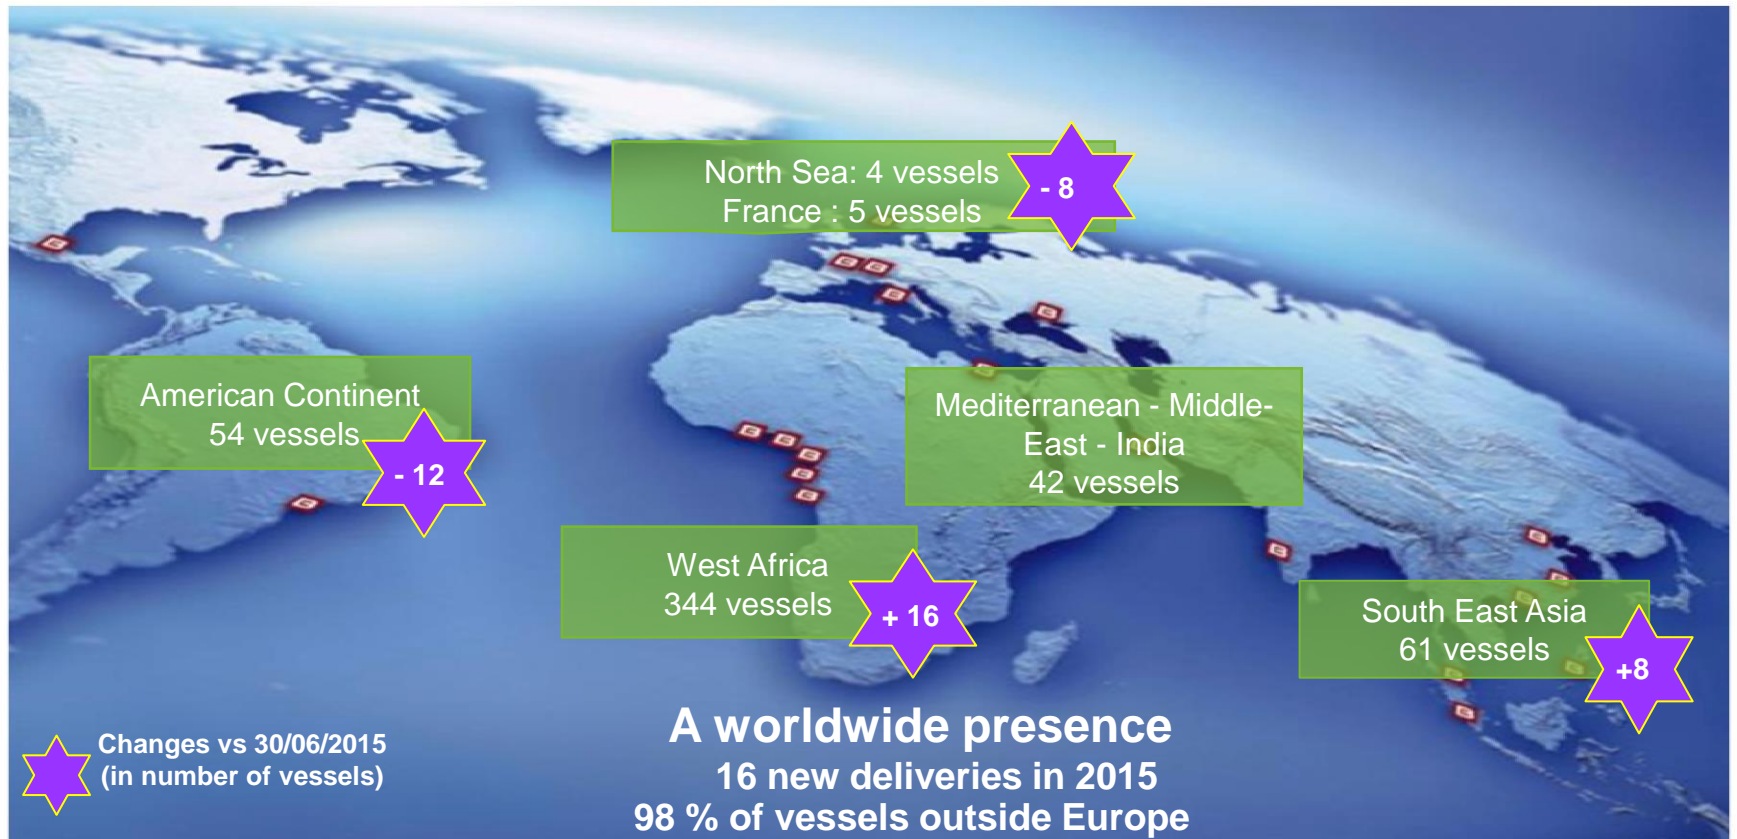 North Sea: 4 vessels
France : 5 vessels
- 8
American Continent
54 vessels
- 12
Mediterranean - Middle-
East - India
42 vessels
West Africa
344 vessels
+ 16
South East Asia
61 vessels
+8
Changes vs 30/06/2015
(in number of vessels)
A worldwide presence
16 new deliveries in 2015
98 % of vessels outside Europe